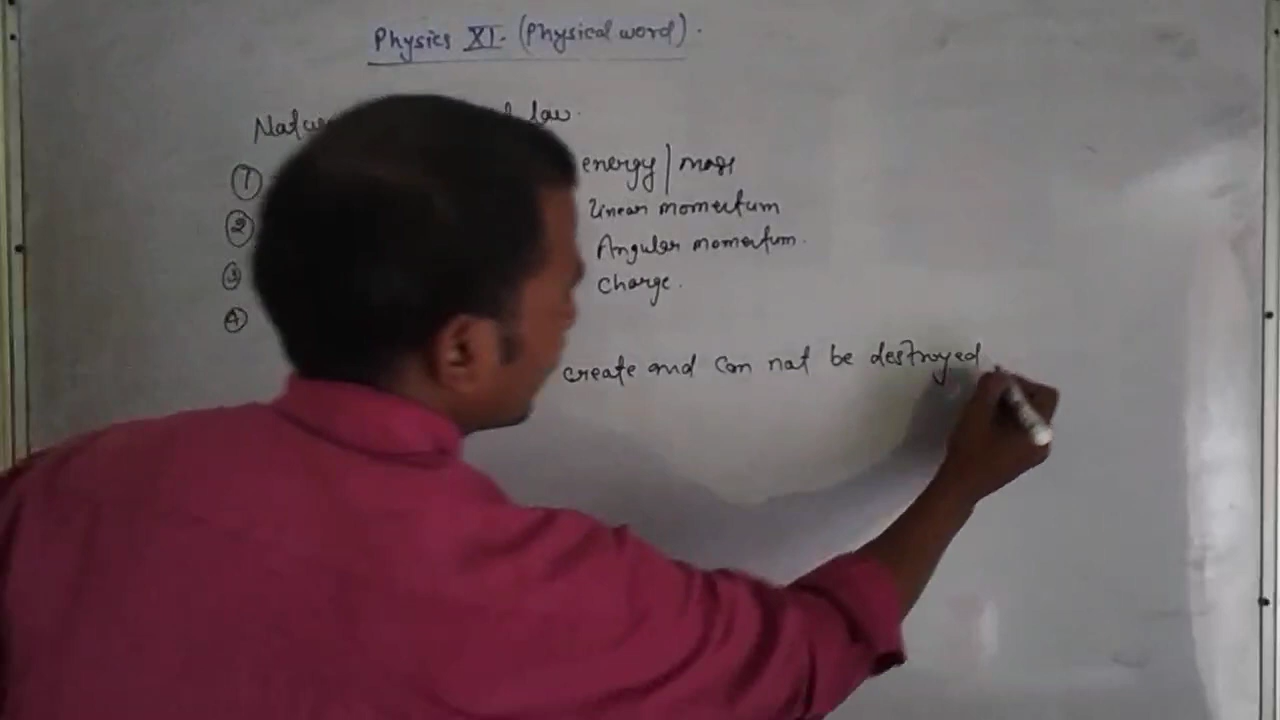 Physics XI. (Physical word).
law.
① energy | mass
② linear momentum
③ Angular momentum.
④ Charge.
create and can not be destroyed